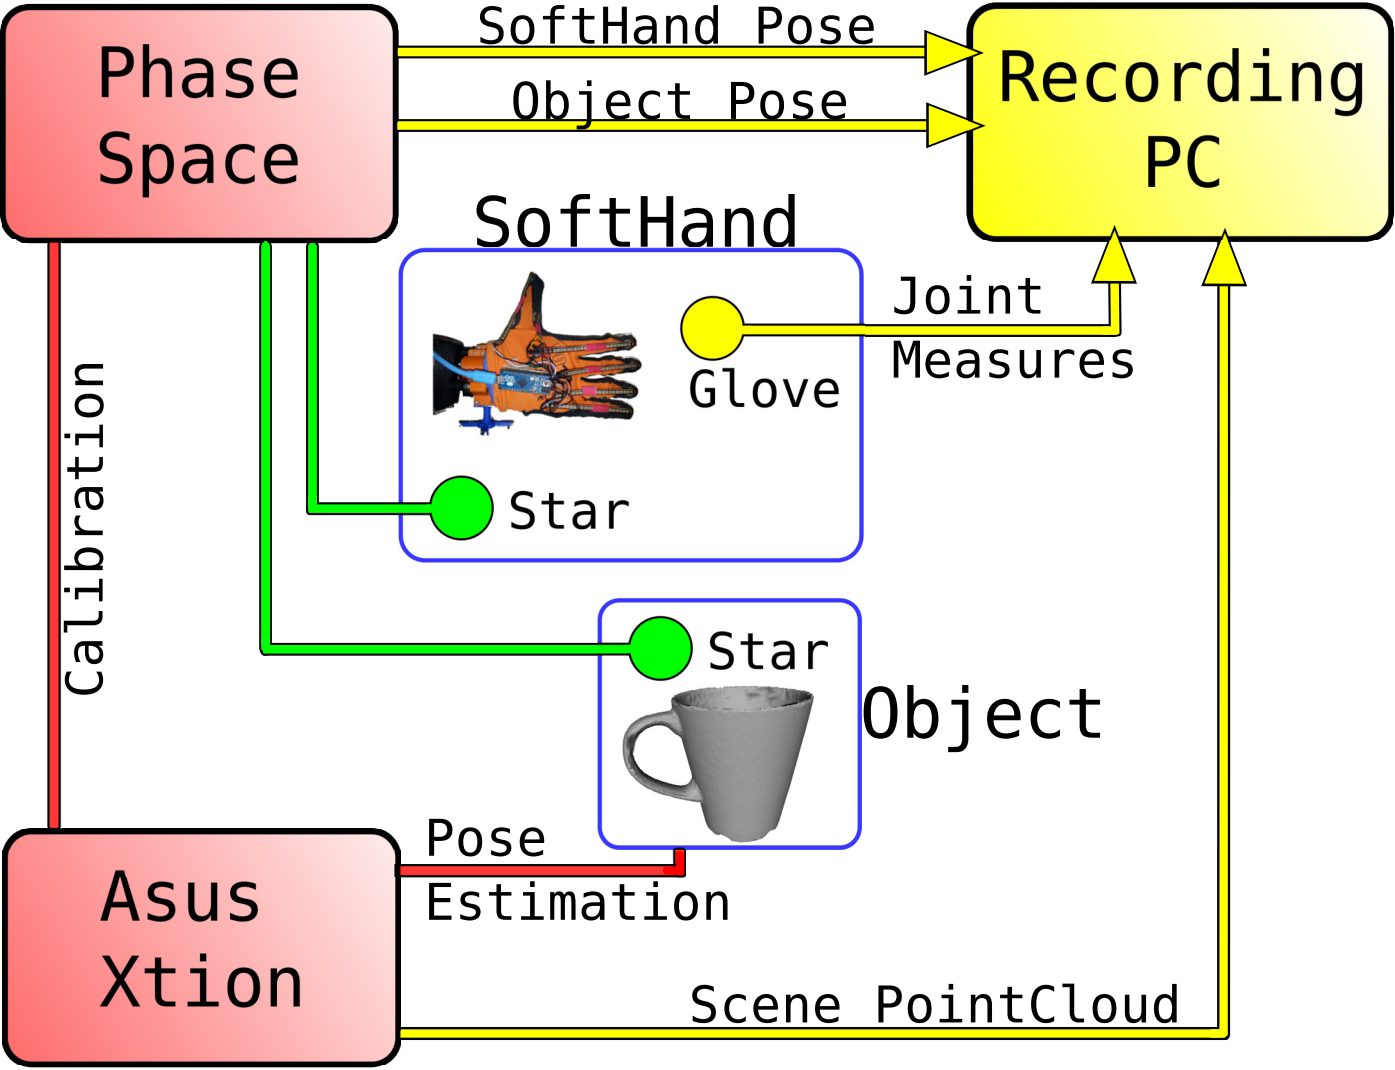 Phase
Space
SoftHand Pose
Object Pose
Recording
PC
SoftHand
Glove
Joint
Measures
Star
Calibration
Star
Object
Pose
Estimation
Asus
Xtion
Scene PointCloud